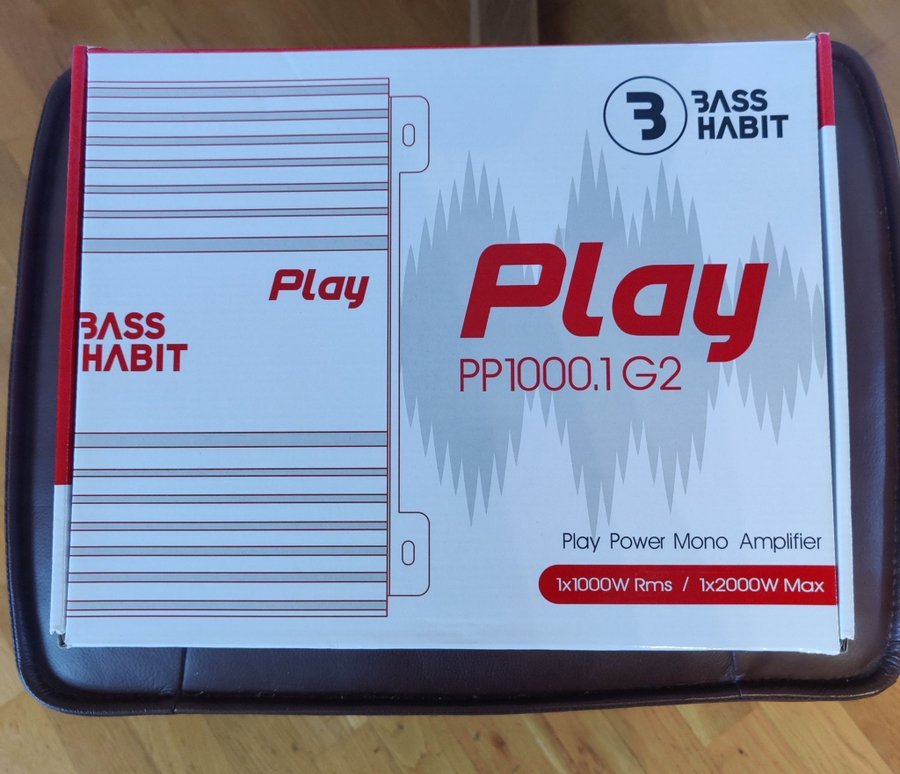 BASS
HABIT
Play
BASS
HABIT
Play
PP1000.1 G2
Play Power Mono Amplifier
1x1000W Rms / 1x2000W Max